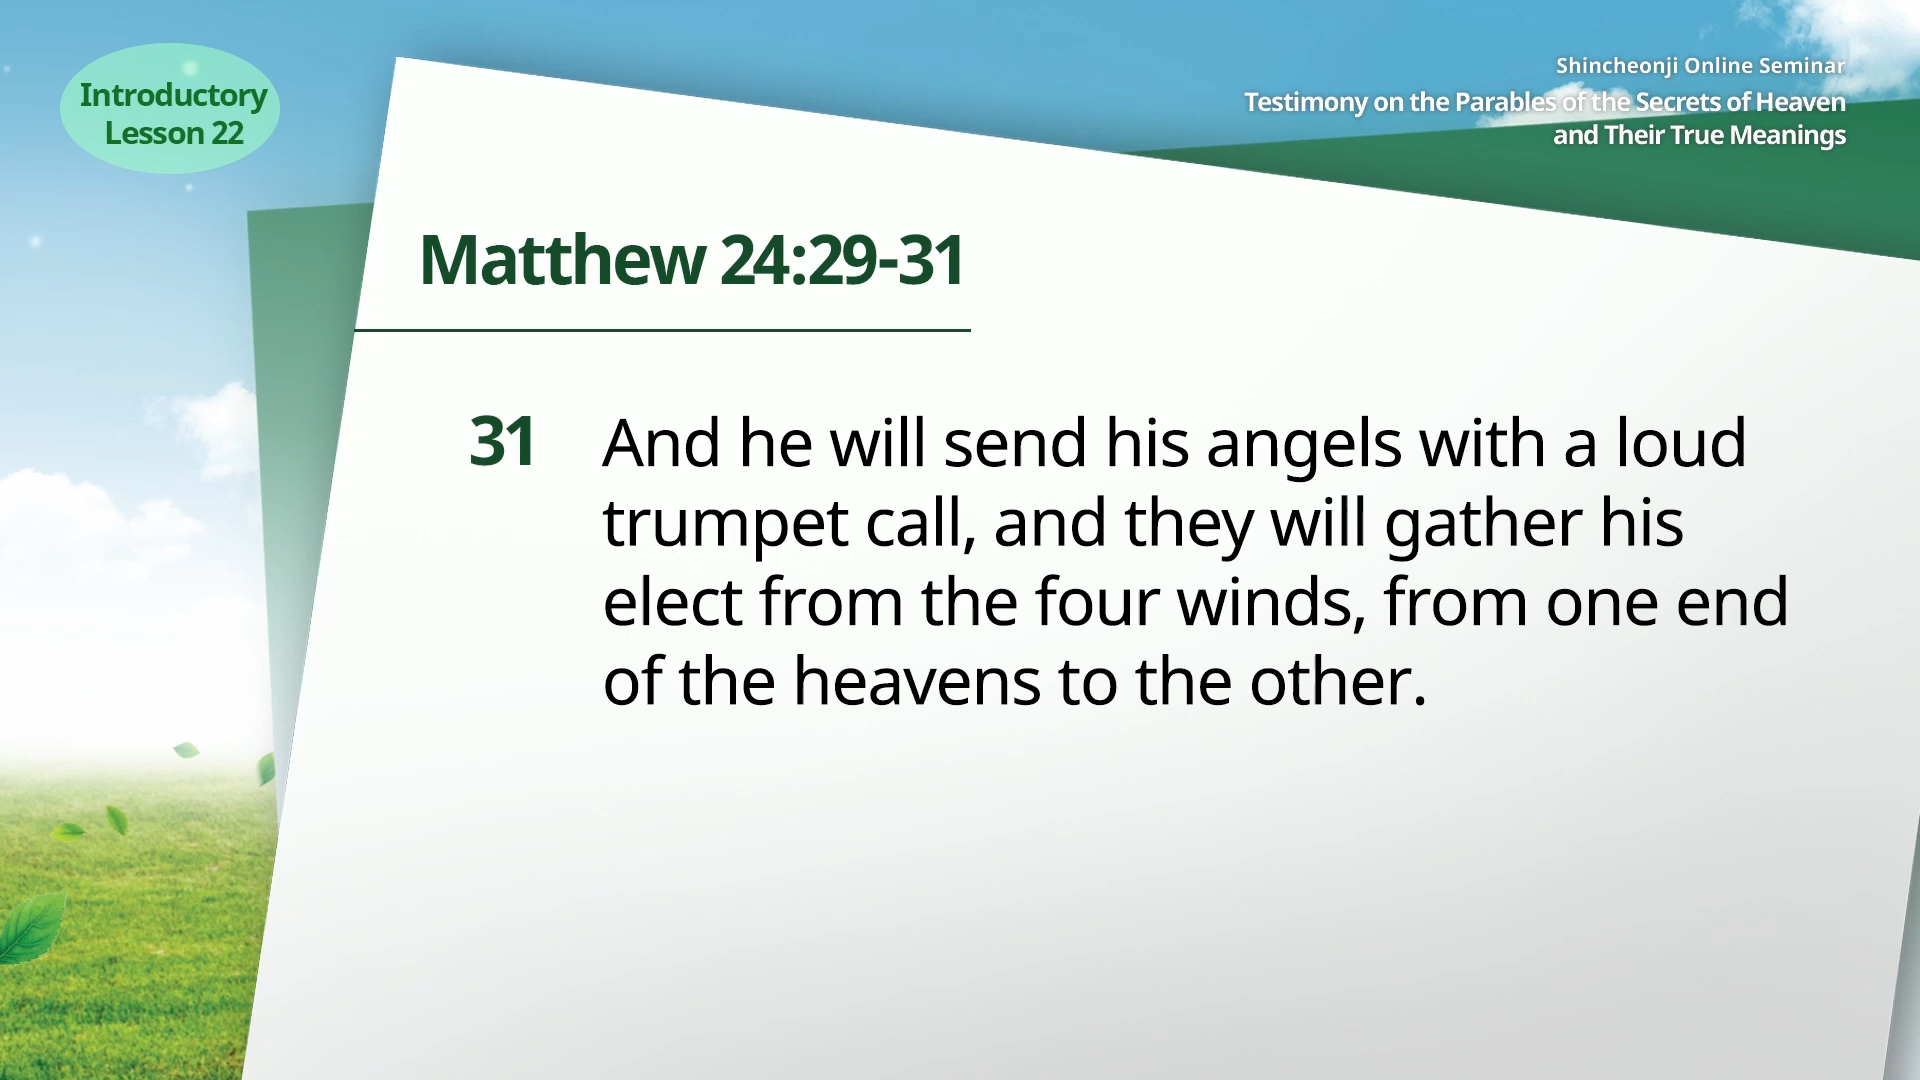 Introductory
Lesson 22
Shincheonji Online Seminar
Testimony on the Parables of the Secrets of Heaven
and Their True Meanings
Matthew 24:29-31
31 And he will send his angels with a loud
trumpet call, and they will gather his
elect from the four winds, from one end
of the heavens to the other.